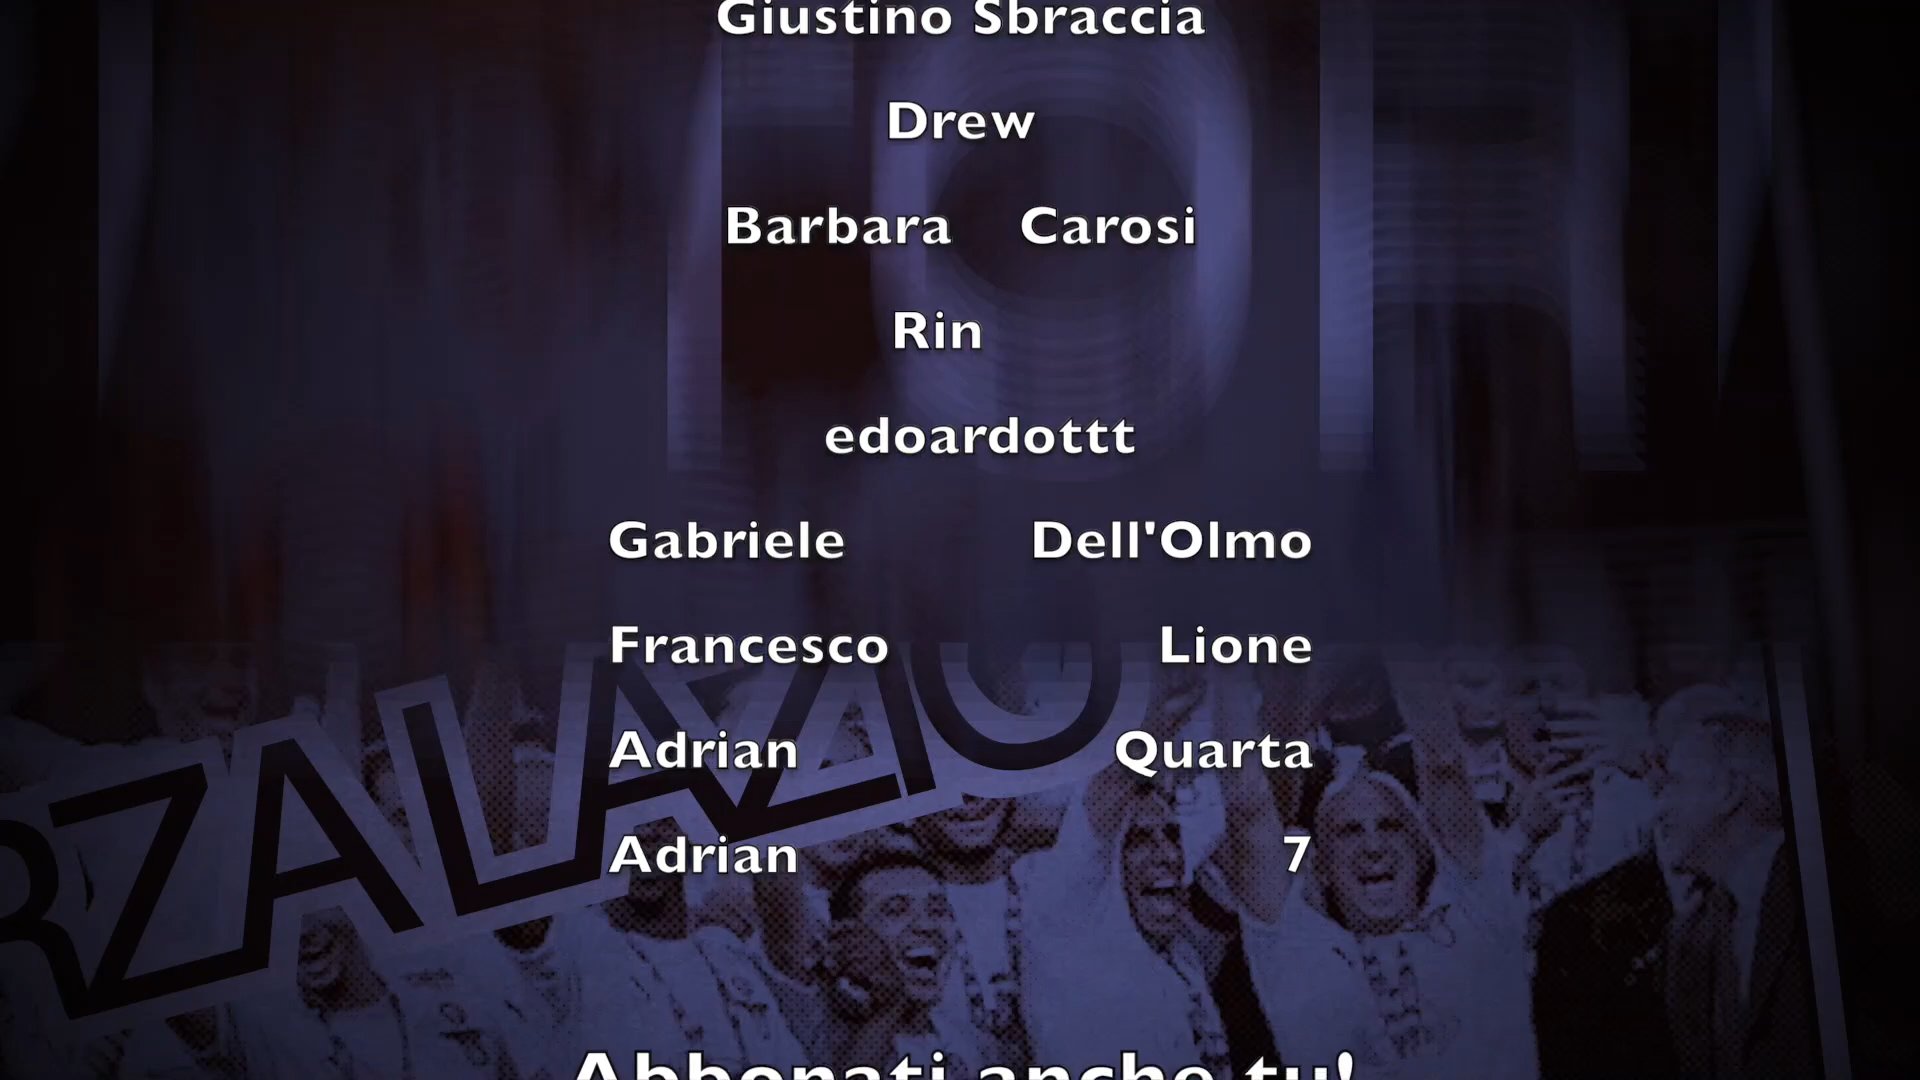 Giustino Sbraccia
Drew
Barbara Carosi
Rin
edoardottt
Gabriele Dell'Olmo
Francesco Lione
Adrian Quarta
Adrian 7
RZALAZIO
Abbonati anche tu!